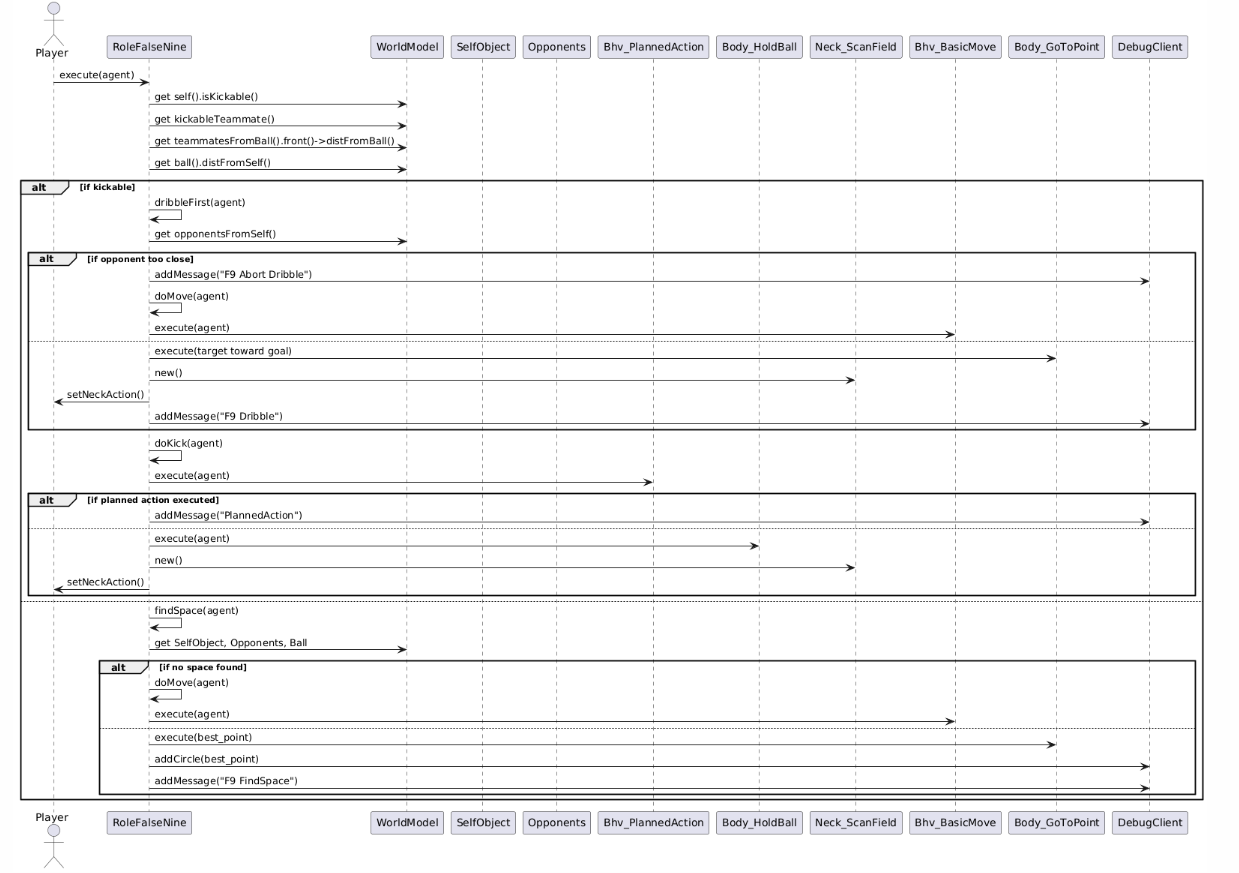 Player
RoleFalseNine WorldModel SelfObject Opponents Bhv_PlannedAction Body_HoldBall Neck_ScanField Bhv_BasicMove Body_GoToPoint DebugClient
execute(agent)
get self().isKickable()
get kickableTeammate()
get teammatesFromBall().front()->distFromBall()
get ball().distFromSelf()
alt [if kickable]
dribbleFirst(agent)
get opponentsFromSelf()
alt [if opponent too close]
addMessage("F9 Abort Dribble")
doMove(agent)
execute(agent)
execute(target toward goal)
new()
setNeckAction()
addMessage("F9 Dribble")
doKick(agent)
execute(agent)
alt [if planned action executed]
addMessage("PlannedAction")
execute(agent)
new()
setNeckAction()
findSpace(agent)
get SelfObject, Opponents, Ball
alt [if no space found]
doMove(agent)
execute(agent)
execute(best_point)
addCircle(best_point)
addMessage("F9 FindSpace")
Player
RoleFalseNine WorldModel SelfObject Opponents Bhv_PlannedAction Body_HoldBall Neck_ScanField Bhv_BasicMove Body_GoToPoint DebugClient